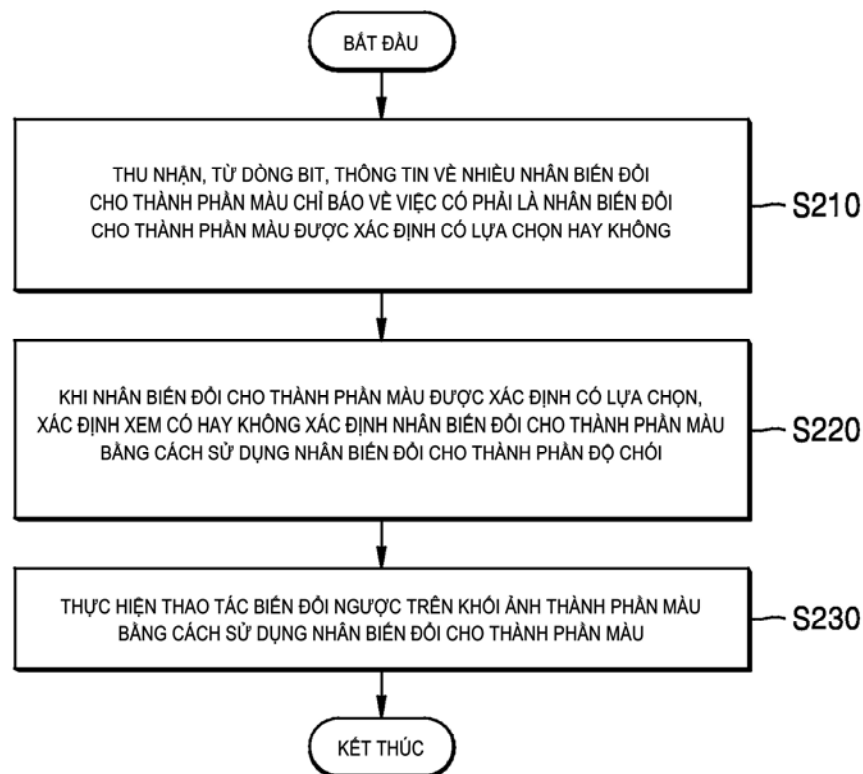 BẮT ĐẦU
THU NHẬN, TỪ DÒNG BIT, THÔNG TIN VỀ NHIỀU NHÂN BIẾN ĐỔI
CHO THÀNH PHẦN MÀU CHỈ BÁO VỀ VIỆC CÓ PHẢI LÀ NHÂN BIẾN ĐỔI
CHO THÀNH PHẦN MÀU ĐƯỢC XÁC ĐỊNH CÓ LỰA CHỌN HAY KHÔNG
S210
KHI NHÂN BIẾN ĐỔI CHO THÀNH PHẦN MÀU ĐƯỢC XÁC ĐỊNH CÓ LỰA CHỌN,
XÁC ĐỊNH XEM CÓ HAY KHÔNG XÁC ĐỊNH NHÂN BIẾN ĐỔI CHO THÀNH PHẦN MÀU
BẰNG CÁCH SỬ DỤNG NHÂN BIẾN ĐỔI CHO THÀNH PHẦN ĐỘ CHÓI
S220
THỰC HIỆN THAO TÁC BIẾN ĐỔI NGƯỢC TRÊN KHỐI ẢNH THÀNH PHẦN MÀU
BẰNG CÁCH SỬ DỤNG NHÂN BIẾN ĐỔI CHO THÀNH PHẦN MÀU
S230
KẾT THÚC